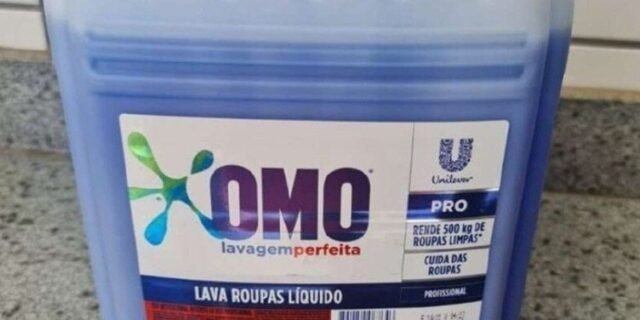 OMO
lavagemperfeita
LAVA ROUPAS LÍQUIDO
Unilever
PRO
RENDE 500 kg DE
ROUPAS LIMPAS*
CUIDA DAS
ROUPAS
PROFISSIONAL